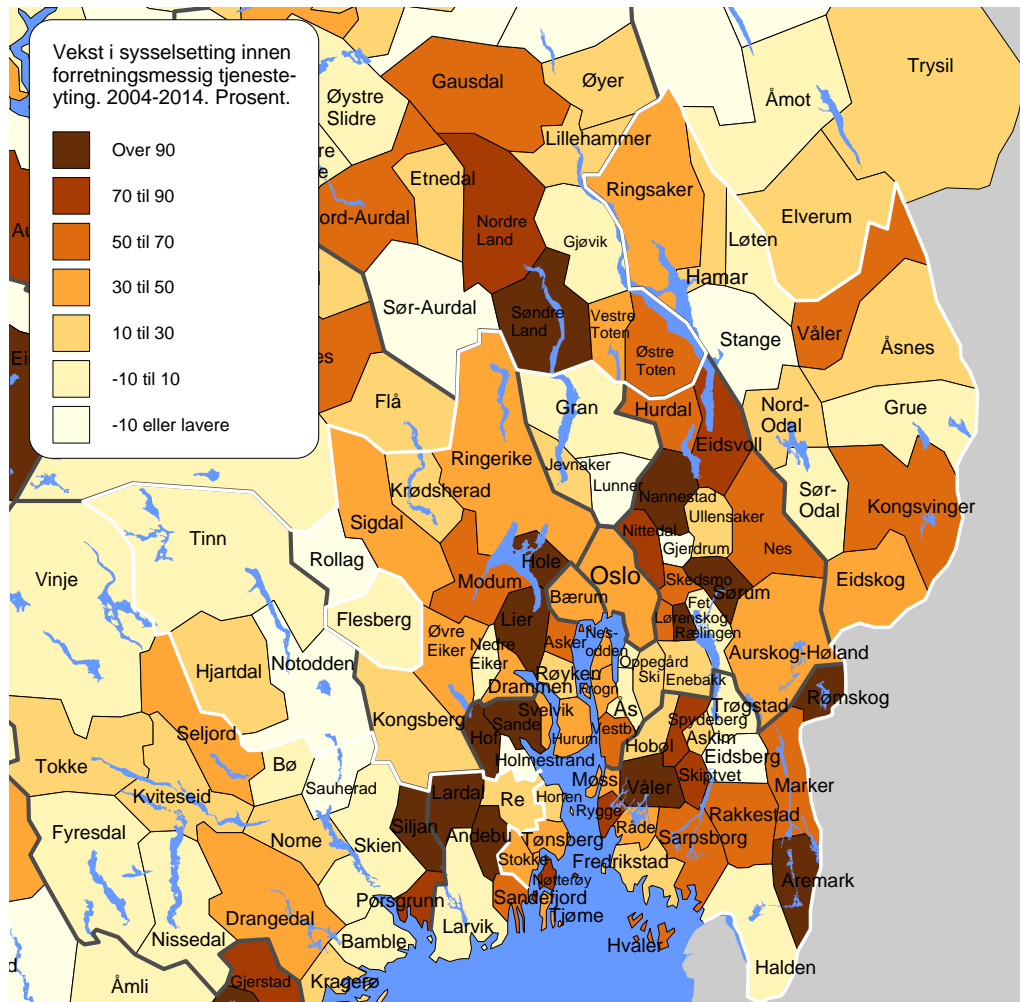 Vekst i sysselsetting innen
forretningsmessig tjeneste-
yting. 2004-2014. Prosent.
Over 90
70 til 90
50 til 70
30 til 50
10 til 30
-10 til 10
-10 eller lavere
Gausdal
Øyer
Trysil
Åmot
Øystre
Slidre
Lillehammer
Etnedal
Ringsaker
Nord-Aurdal
Nordre
Land
Elverum
Gjøvik
Løten
Hamar
Sør-Aurdal
Søndre
Land
Vestre
Toten
Østre
Toten
Stange
Våler
Åsnes
Flå
Gran
Hurdal
Nord-
Odal
Grue
Ringerike
Eidsvoll
Jevnaker
Krødsherad
Lunner
Nannestad
Sør-
Odal
Kongsvinger
Sigdal
Ullensaker
Tinn
Nittedal
Rollag
Gjerdrum
Nes
Vinje
Hole
Oslo
Modum
Skedsmo
Eidskog
Bærum
Sørum
Flesberg
Lier
Fet
Lørenskog
Rælingen
Øvre
Eiker
Nedre
Eiker
Asker
Nes-
odden
Aurskog-Høland
Hjartdal
Notodden
Røyken
Oppegård
Ski
Enebakk
Drammen
Frogn
Rømskog
Trøgstad
Kongsberg
Svelvik
Ås
Spydeberg
Sande
Seljord
Hof
Hurum
Vestb
Askim
Hobøl
Eidsberg
Tokke
Bø
Holmestrand
Skiptvet
Moss
Våler
Marker
Sauherad
Kviteseid
Lardal
Re
Horten
Rygge
Rakkestad
Siljan
Råde
Fyresdal
Nome
Skien
Andebu
Tønsberg
Sarpsborg
Stokke
Fredrikstad
Nøtterøy
Aremark
Porsgrunn
Sandefjord
Drangedal
Tjøme
Nissedal
Bamble
Larvik
Hvaler
Halden
Gjerstad
Kragerø
Åmli